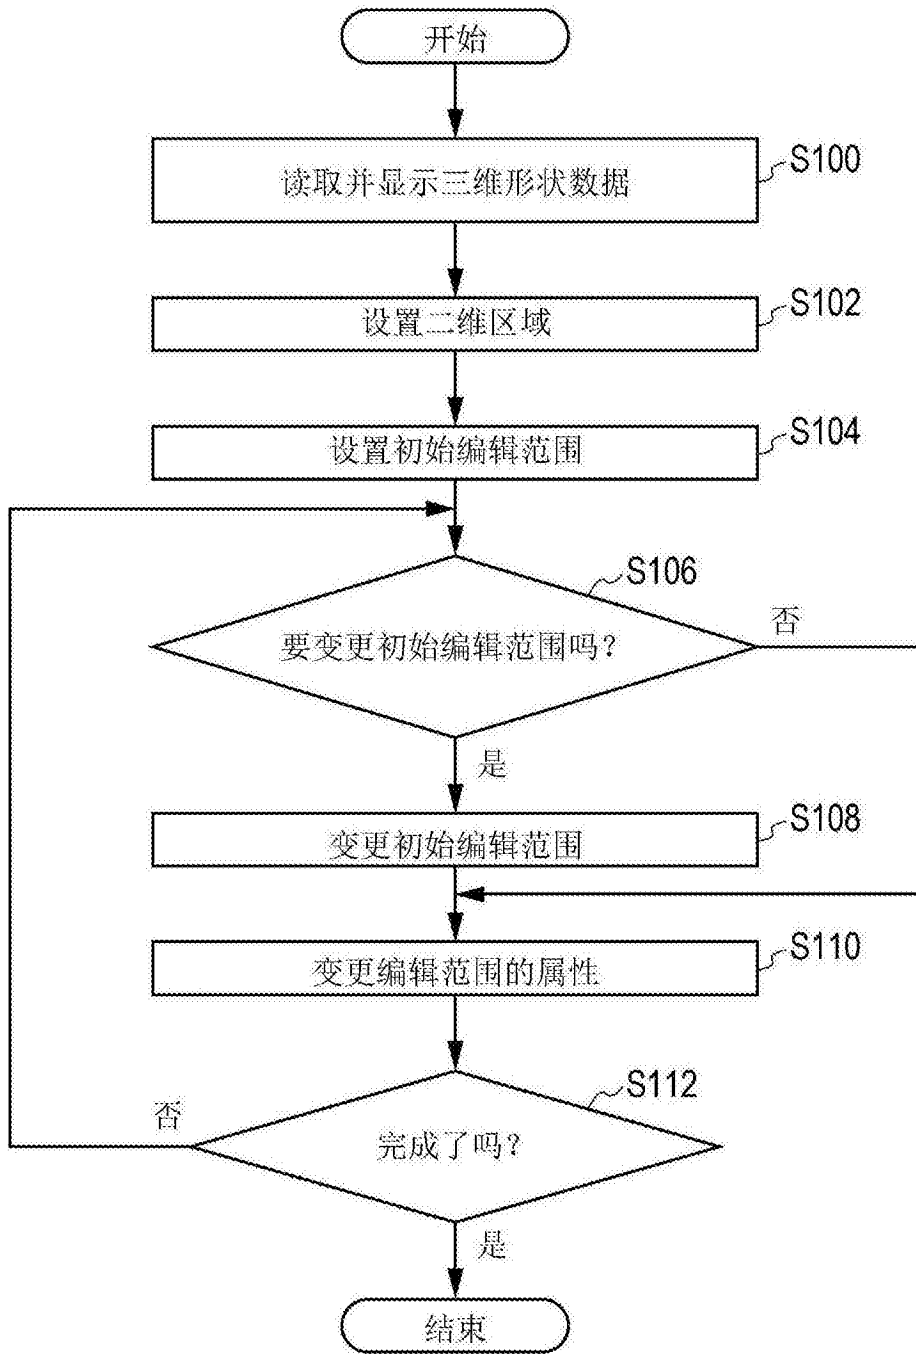 开始
读取并显示三维形状数据
S100
设置二维区域
S102
设置初始编辑范围
S104
要变更初始编辑范围吗?
S106
否
是
变更初始编辑范围
S108
变更编辑范围的属性
S110
完成了吗?
S112
否
是
结束